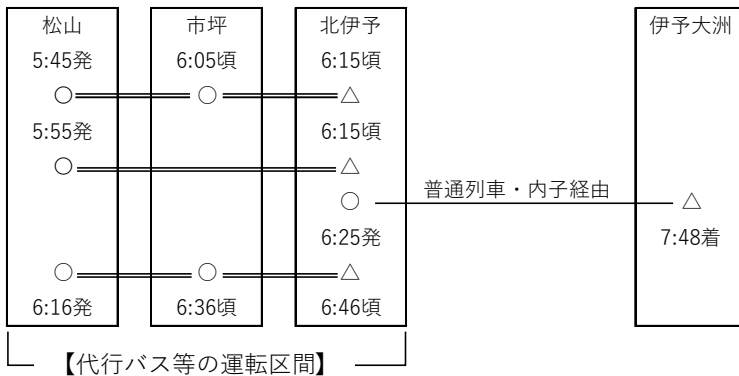 松山 市坪 北伊予 伊予大洲
5:45発 6:05頃 6:15頃
5:55発 6:15頃
普通列車・内子経由
6:25発 7:48着
6:16発 6:36頃 6:46頃
【代行バス等の運転区間】